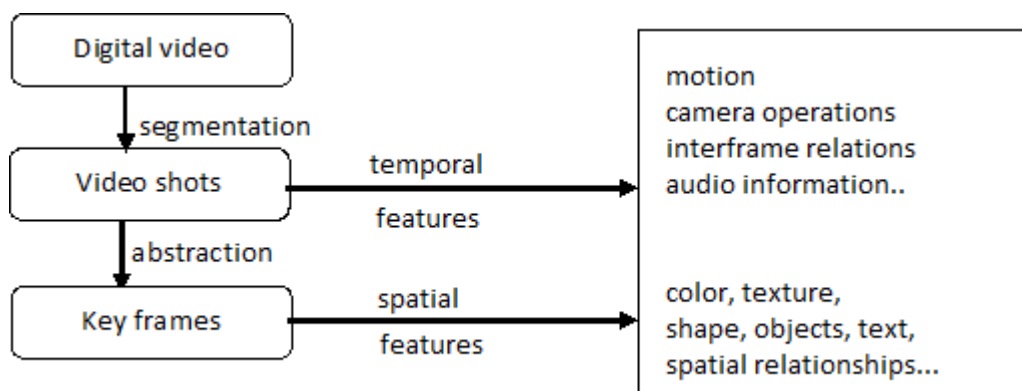 Digital video
segmentation
Video shots
temporal
features
abstraction
Key frames
spatial
features
motion
camera operations
interframe relations
audio information..
color, texture,
shape, objects, text,
spatial relationships...